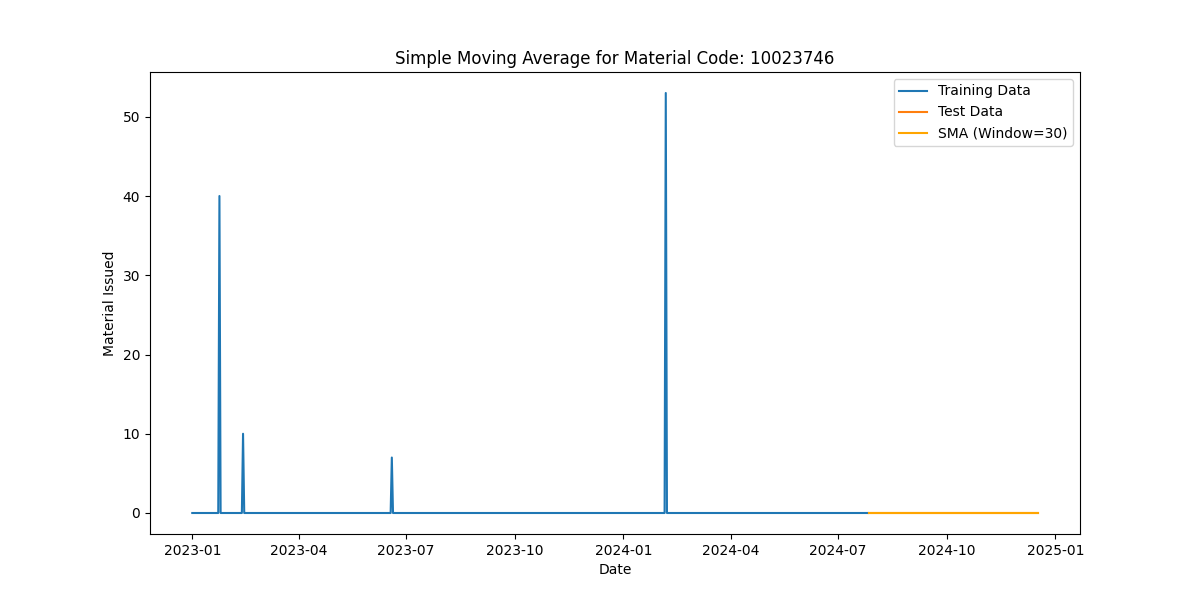 Simple Moving Average for Material Code: 10023746
Training Data
Test Data
SMA (Window=30)
Material Issued
50
40
30
20
10
0
2023-01 2023-04 2023-07 2023-10 2024-01 2024-04 2024-07 2024-10 2025-01
Date